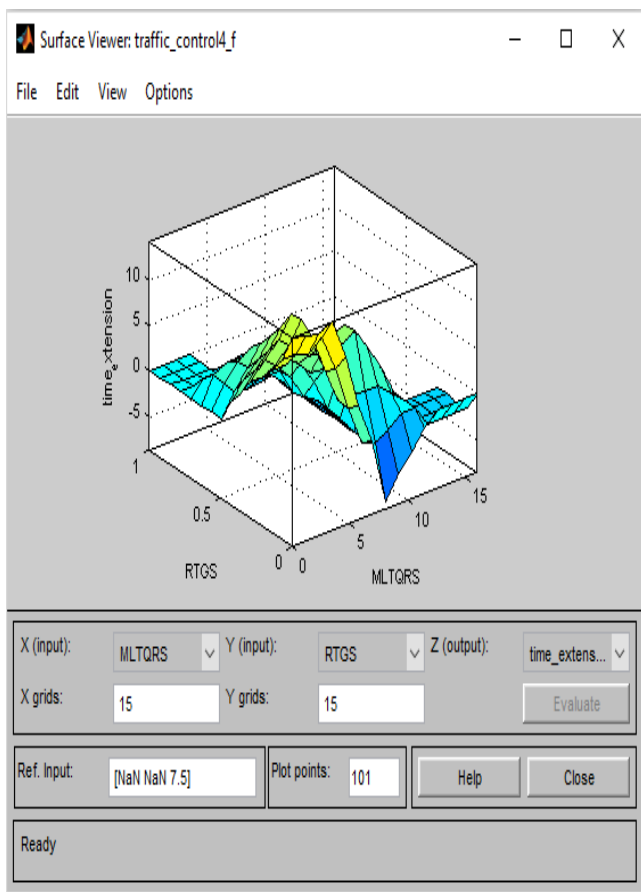 Surface Viewer: traffic_control4_f
File Edit View Options
10
5
0
-5
time_extension
1
0.5
0
RTGS
0
5
10
15
MLTQRS
X (input): MLTQRS Y (input): RTGS Z (output): time_extens...
X grids: 15 Y grids: 15 Evaluate
Ref. Input: [NaN NaN 7.5] Plot points: 101 Help Close
Ready